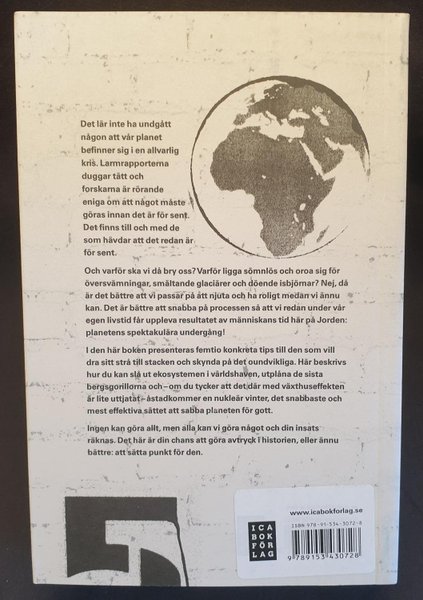 Det lär inte ha undgått
någon att vår planet
befinner sig i en allvarlig
kris. Larmrapporterna
duggar tätt och
forskarna är rörande
eniga om att något måste
göras innan det är för sent.
Det finns till och med de
som hävdar att det redan är
för sent.
Och varför ska vi då bry oss? Varför ligga sömnlös och oroa sig för
översvämningar, smältande glaciärer och döende isbjörnar? Nej, då
är det bättre att vi passar på att njuta och ha roligt medan vi ännu
kan. Det är bättre att snabba på processen så att vi redan under vår
egen livstid får uppleva resultatet av människans tid här på Jorden:
planetens spektakulära undergång!
I den här boken presenteras femtio konkreta tips till den som vill
dra sitt strå till stacken och skynda på det oundvikliga. Här beskrivs
hur du kan slå ut ekosystemen i världshaven, utplåna de sista
bergsgorillorna och – om du tycker att det där med växthuseffekten
är lite uttjatat – åstadkommer en nukleär vinter, det snabbaste och
mest effektiva sättet att sabba planeten för gott.
Ingen kan göra allt, men alla kan vi göra något och din insats
räknas. Det här är din chans att göra avtryck i historien, eller ännu
bättre: att sätta punkt för den.
www.icabokforlag.se
ISBN 978-91-534-3072-8
ICA
BOK
FÖR
LAG
9 789153 430728
5